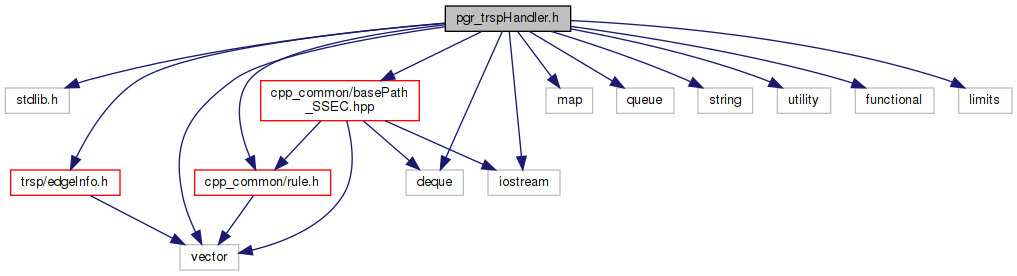 pgr_trspHandler.h
stdlib.h
cpp_common/basePath
_SSEC.hpp
map
queue
string
utility
functional
limits
trsp/edgeInfo.h
cpp_common/rule.h
deque
iostream
vector